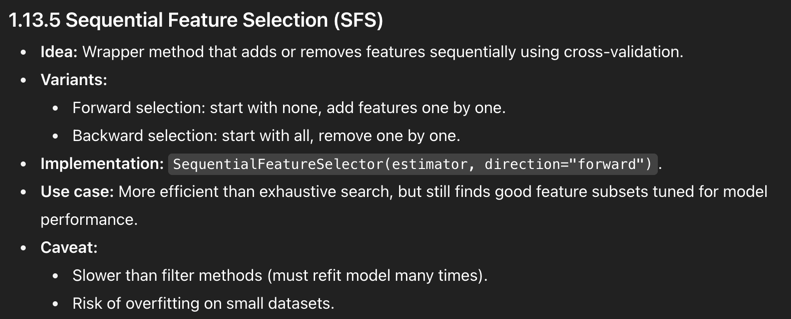 1.13.5 Sequential Feature Selection (SFS)
• Idea: Wrapper method that adds or removes features sequentially using cross-validation.
• Variants:
• Forward selection: start with none, add features one by one.
• Backward selection: start with all, remove one by one.
• Implementation: SequentialFeatureSelector(estimator, direction="forward").
• Use case: More efficient than exhaustive search, but still finds good feature subsets tuned for model
performance.
• Caveat:
• Slower than filter methods (must refit model many times).
• Risk of overfitting on small datasets.